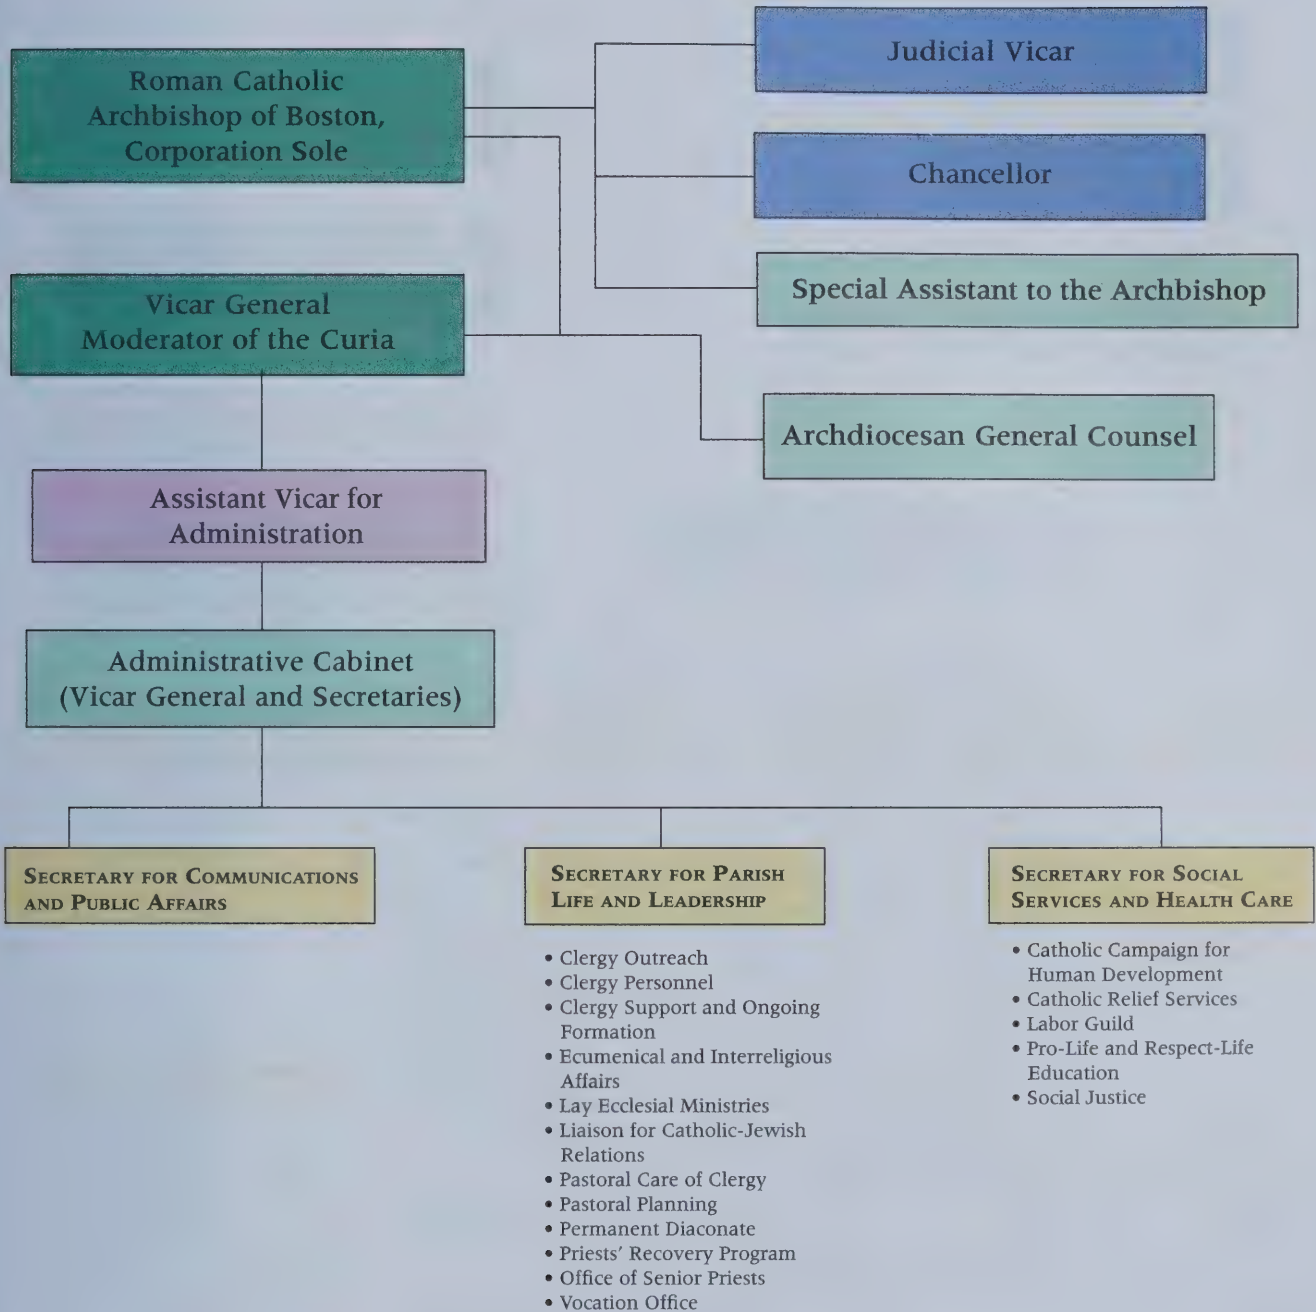 Roman Catholic
Archbishop of Boston,
Corporation Sole
Judicial Vicar
Chancellor
Special Assistant to the Archbishop
Vicar General
Moderator of the Curia
Archdiocesan General Counsel
Assistant Vicar for
Administration
Administrative Cabinet
(Vicar General and Secretaries)
SECRETARY FOR COMMUNICATIONS
AND PUBLIC AFFAIRS
SECRETARY FOR PARISH
LIFE AND LEADERSHIP
• Clergy Outreach
• Clergy Personnel
• Clergy Support and Ongoing
Formation
• Ecumenical and Interreligious
Affairs
• Lay Ecclesial Ministries
• Liaison for Catholic-Jewish
Relations
• Pastoral Care of Clergy
• Pastoral Planning
• Permanent Diaconate
• Priests' Recovery Program
• Office of Senior Priests
• Vocation Office
SECRETARY FOR SOCIAL
SERVICES AND HEALTH CARE
• Catholic Campaign for
Human Development
• Catholic Relief Services
• Labor Guild
• Pro-Life and Respect-Life
Education
• Social Justice